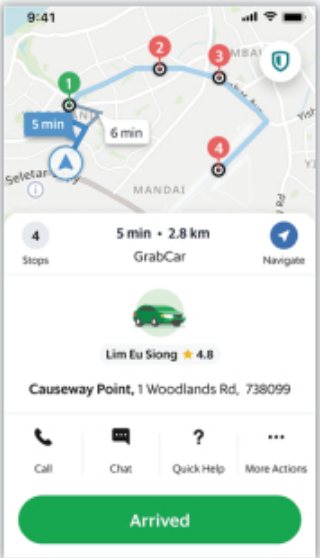 9:41
2
3
1
5 min
6 min
4
MANDAI
4
Stops
5 min • 2.8 km
GrabCar
Navigate
Lim Eu Siong ★ 4.8
Causeway Point, 1 Woodlands Rd, 738099
Call
Chat
?
Quick Help
...
More Actions
Arrived